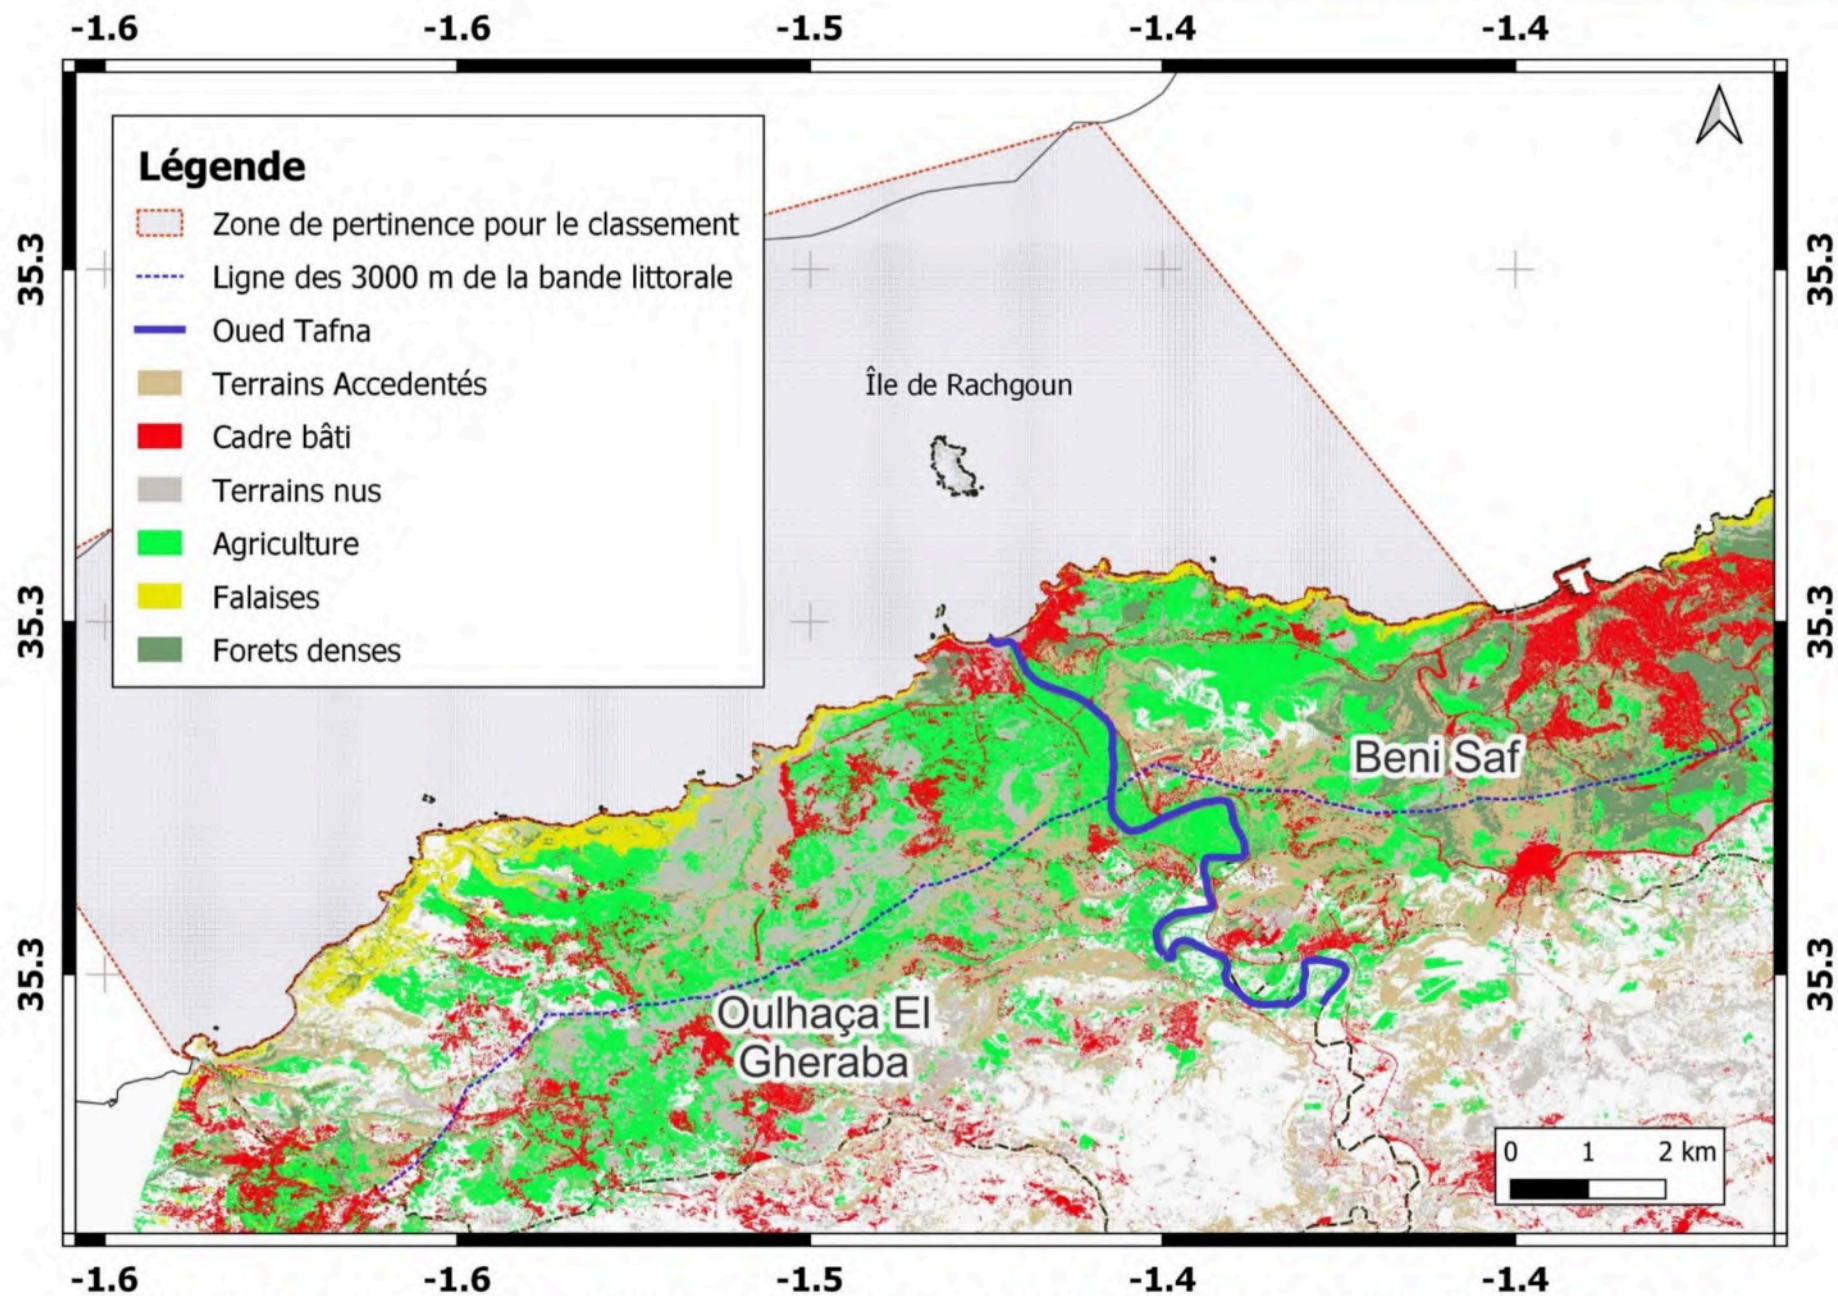 -1.6 -1.6 -1.5 -1.4 -1.4
Légende
Zone de pertinence pour le classement
Ligne des 3000 m de la bande littorale
Oued Tafna
Terrains Accedentés
Cadre bâti
Terrains nus
Agriculture
Falaises
Forets denses
35.3 35.3
Île de Rachgoun
35.3 35.3
Beni Saf
35.3 35.3
Oulhaça El
Gheraba
0 1 2 km
-1.6 -1.6 -1.5 -1.4 -1.4